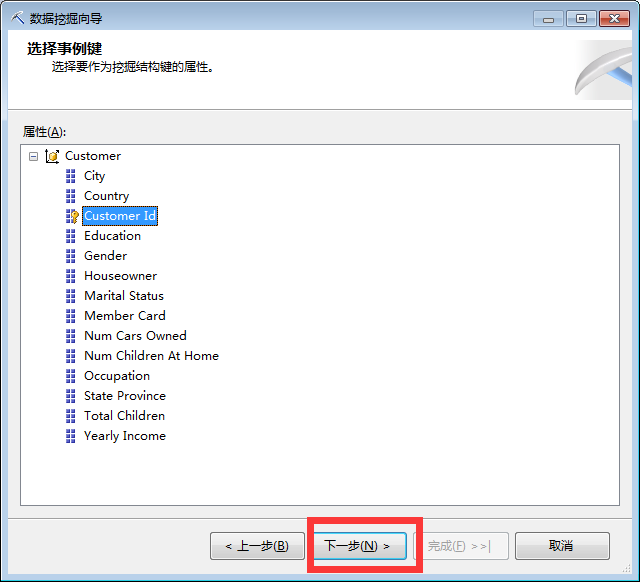 数据挖掘向导
选择事例键
选择要作为挖掘结构键的属性。
属性(A):
Customer
City
Country
Customer Id
Education
Gender
Houseowner
Marital Status
Member Card
Num Cars Owned
Num Children At Home
Occupation
State Province
Total Children
Yearly Income
< 上一步(B) 下一步(N) > 完成(F) >>| 取消